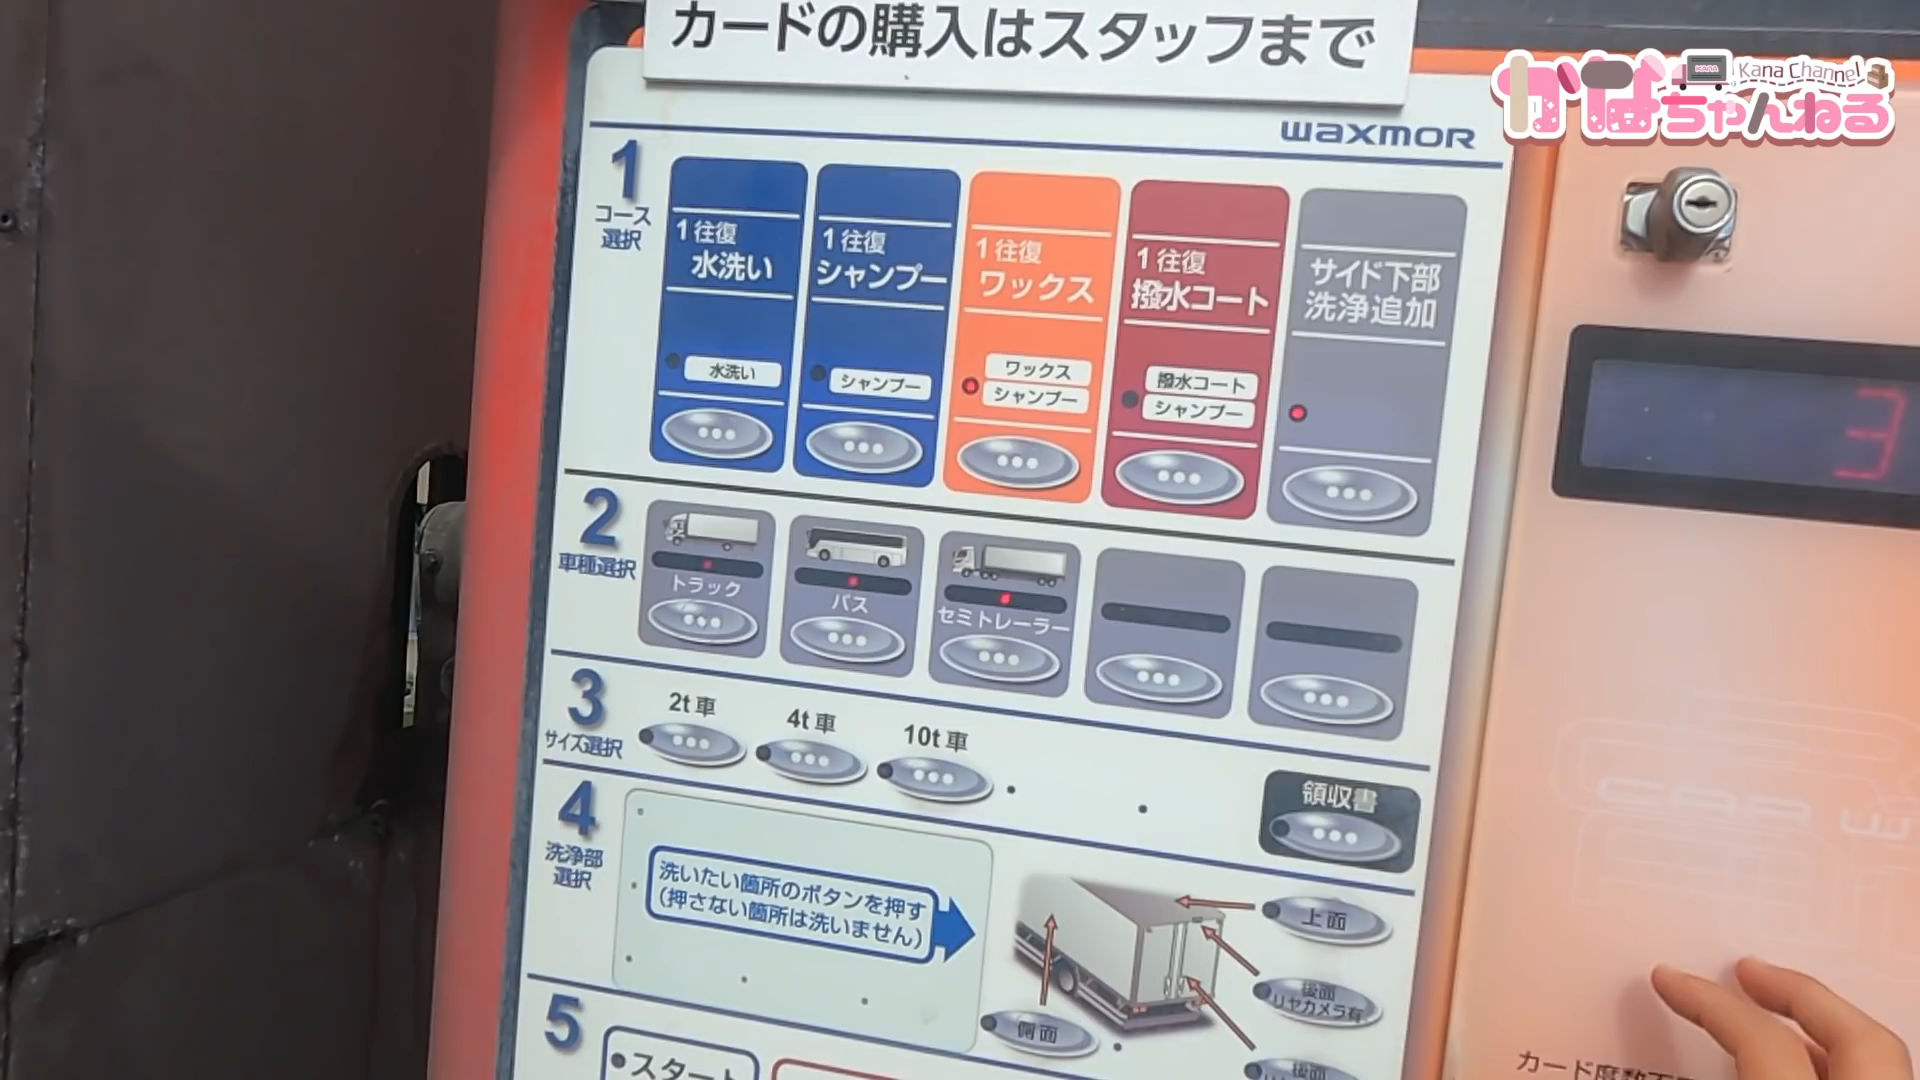 カードの購入はスタッフまで
Kana Channel
かなちゃんねる
waxmor
1
コース
選択
1往復
水洗い
水洗い
1往復
シャンプー
シャンプー
1往復
ワックス
ワックス
シャンプー
1往復
撥水コート
撥水コート
シャンプー
サイド下部
洗浄追加
3
2
車種選択
トラック
バス
セミトレーラー
3
サイズ選択
2t車
4t車
10t車
領収書
4
洗浄部
選択
洗いたい箇所のボタンを押す
(押さない箇所は洗いません)
上面
後面
リヤカメラ有
側面
後面
5
スタート